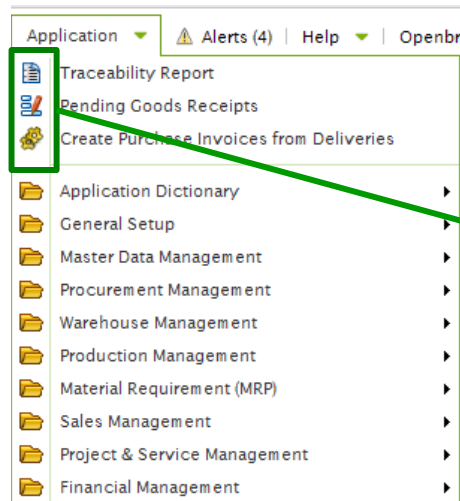 Application Alerts (4) | Help | Openbr
Traceability Report
Pending Goods Receipts
Create Purchase Invoices from Deliveries
Application Dictionary
General Setup
Master Data Management
Procurement Management
Warehouse Management
Production Management
Material Requirement (MRP)
Sales Management
Project & Service Management
Financial Management